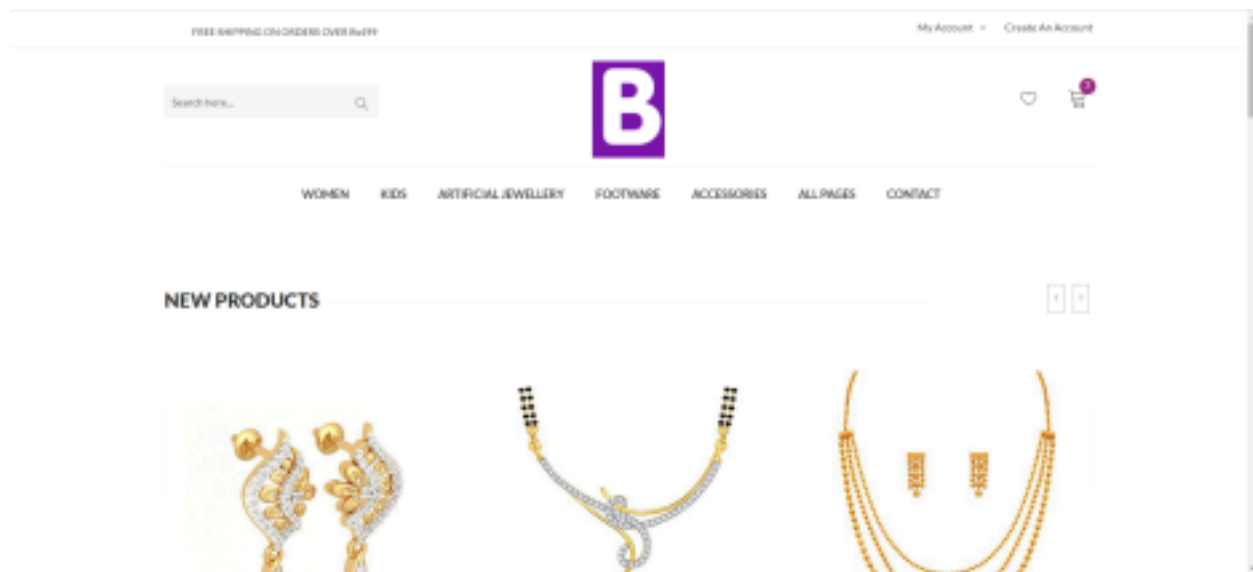 FREE SHIPPING ON ORDERS OVER Rs499
My Account
Create An Account
Search here...
B
WOMEN KIDS ARTIFICIAL JEWELLERY FOOTWARE ACCESSORIES ALL PAGES CONTACT
NEW PRODUCTS